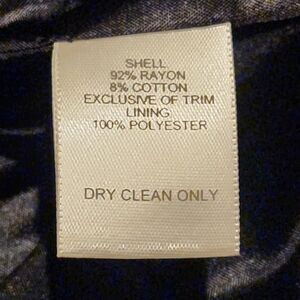 SHELL
92% RAYON
8% COTTON
EXCLUSIVE OF TRIM
LINING
100% POLYESTER
DRY CLEAN ONLY